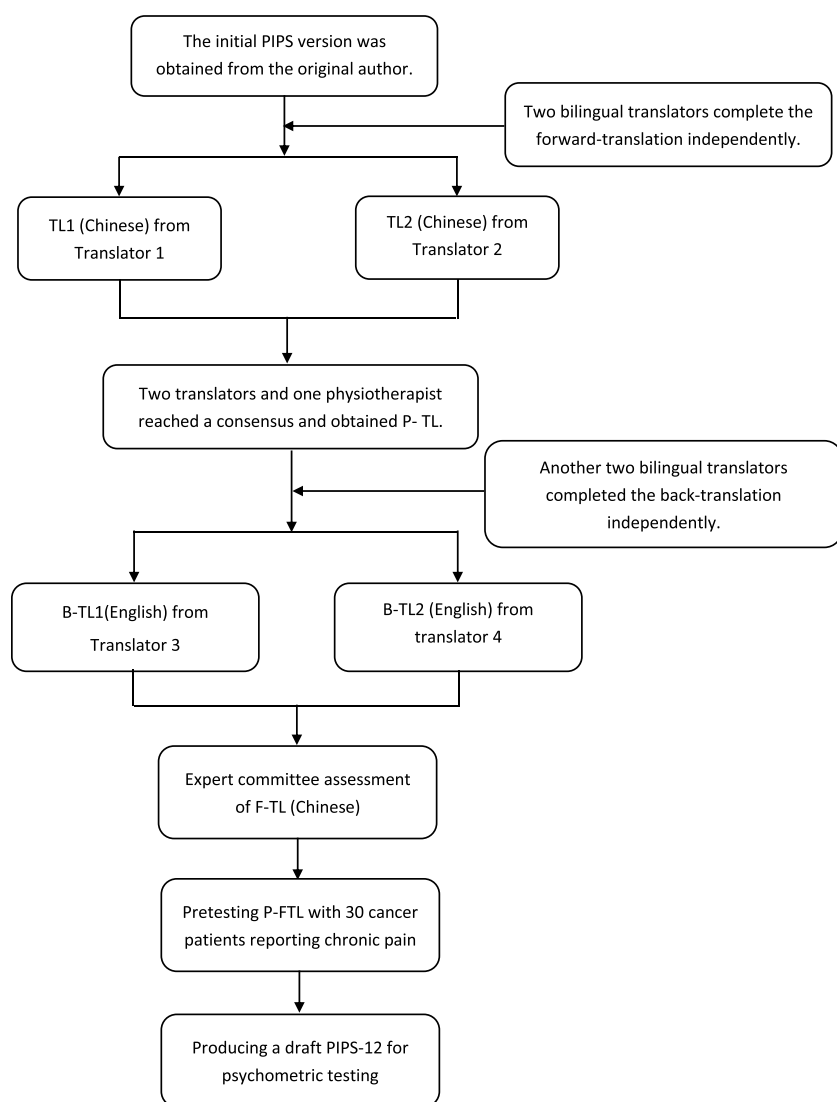 The initial PIPS version was
obtained from the original author.
Two bilingual translators complete the
forward-translation independently.
TL1 (Chinese) from
Translator 1
TL2 (Chinese) from
Translator 2
Two translators and one physiotherapist
reached a consensus and obtained P- TL.
Another two bilingual translators
completed the back-translation
independently.
B-TL1(English) from
Translator 3
B-TL2 (English) from
translator 4
Expert committee assessment
of F-TL (Chinese)
Pretesting P-FTL with 30 cancer
patients reporting chronic pain
Producing a draft PIPS-12 for
psychometric testing